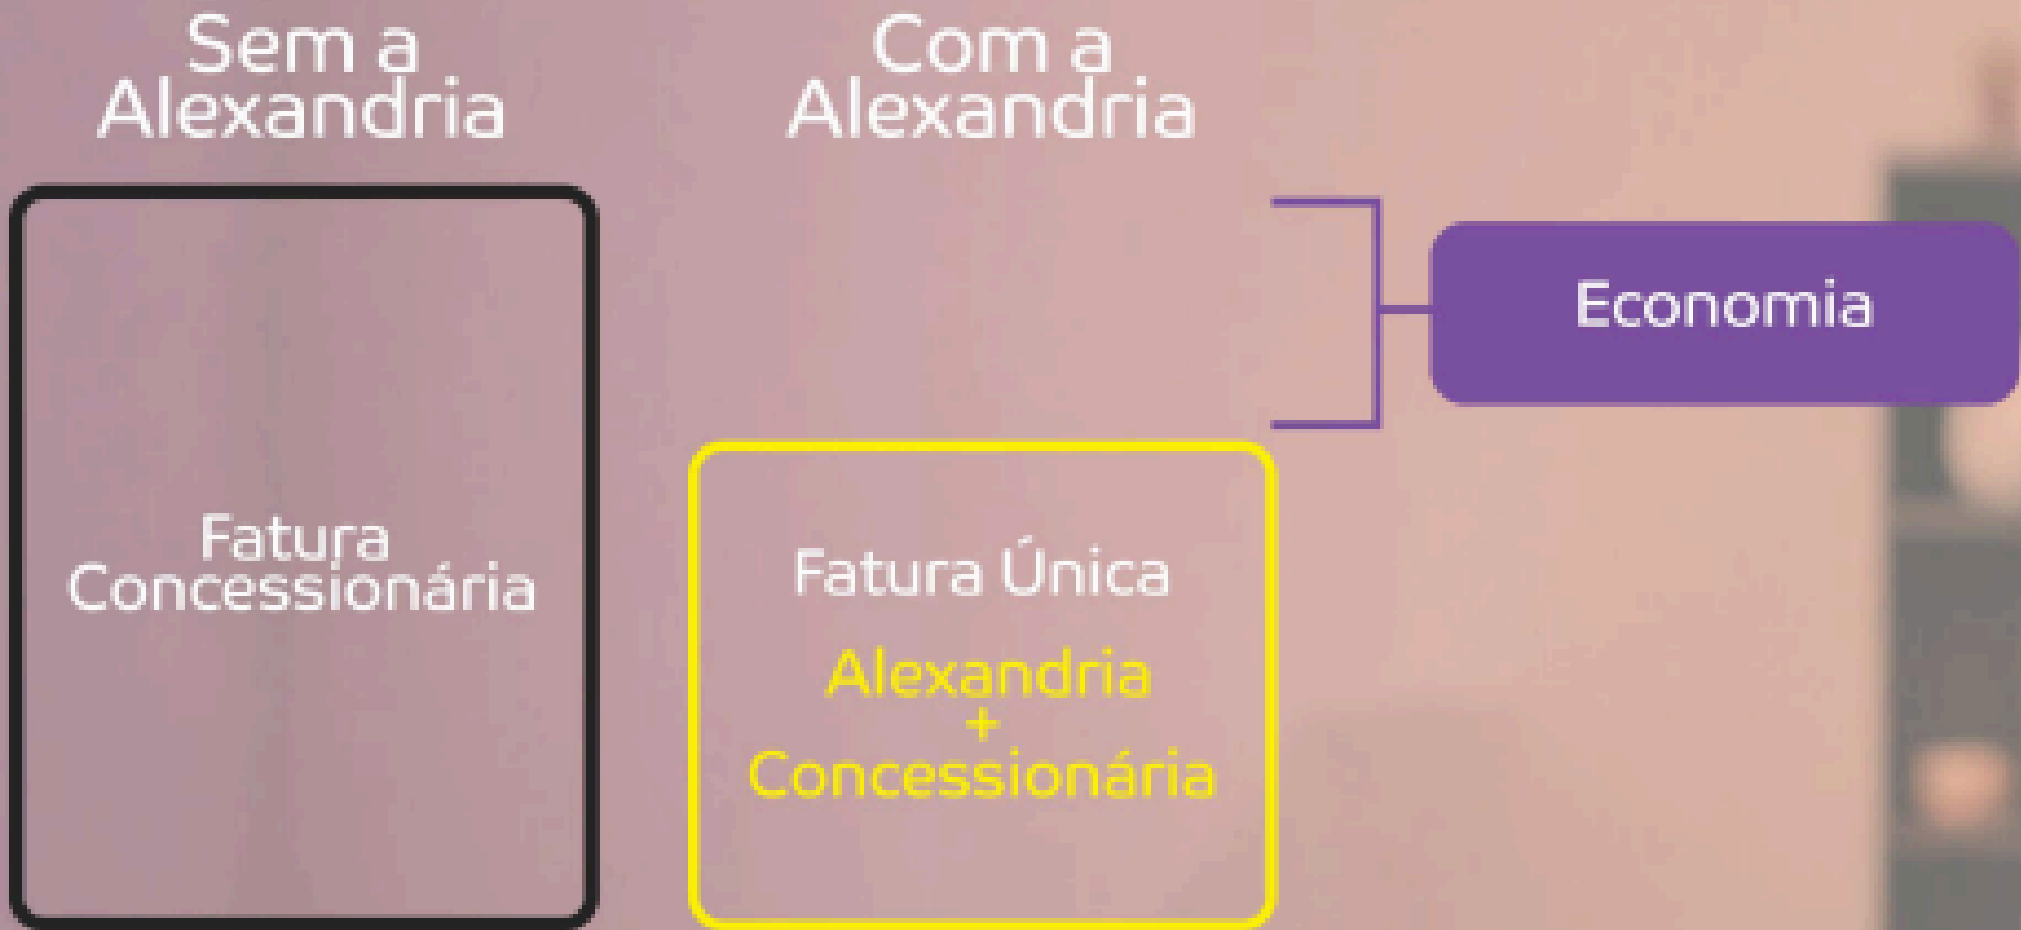 Sem a
Alexandria
Com a
Alexandria
Economia
Fatura
Concessionária
Fatura Única
Alexandria
+
Concessionária